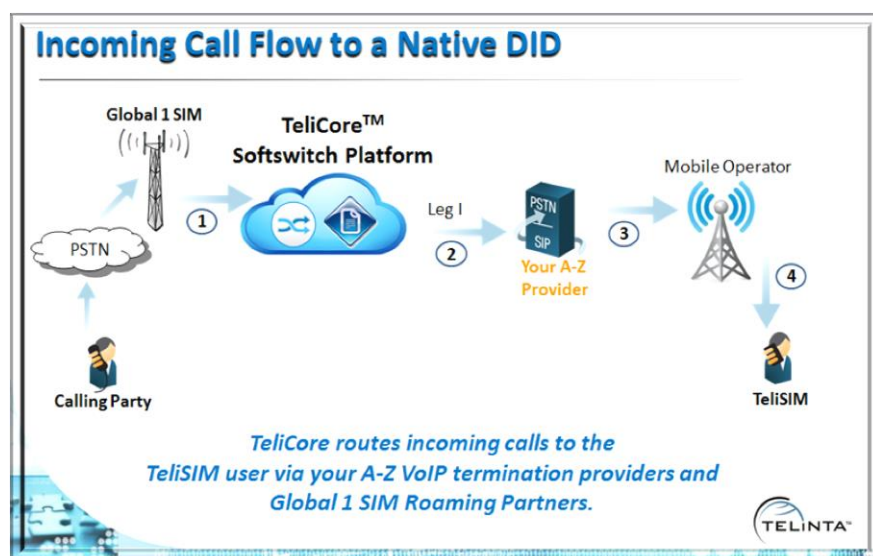 Incoming Call Flow to a Native DID
Global 1 SIM
TeliCore™
Softswitch Platform
Mobile Operator
PSTN
1
Leg I
2
PSTN
SIP
3
4
Your A-Z
Provider
Calling Party
TeliSIM
TeliCore routes incoming calls to the
TeliSIM user via your A-Z VoIP termination providers and
Global 1 SIM Roaming Partners.
TELINTA™